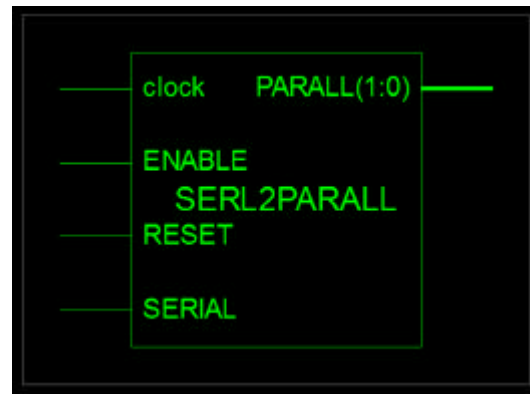 clock PARALL(1:0)
ENABLE
SERL2PARALL
RESET
SERIAL